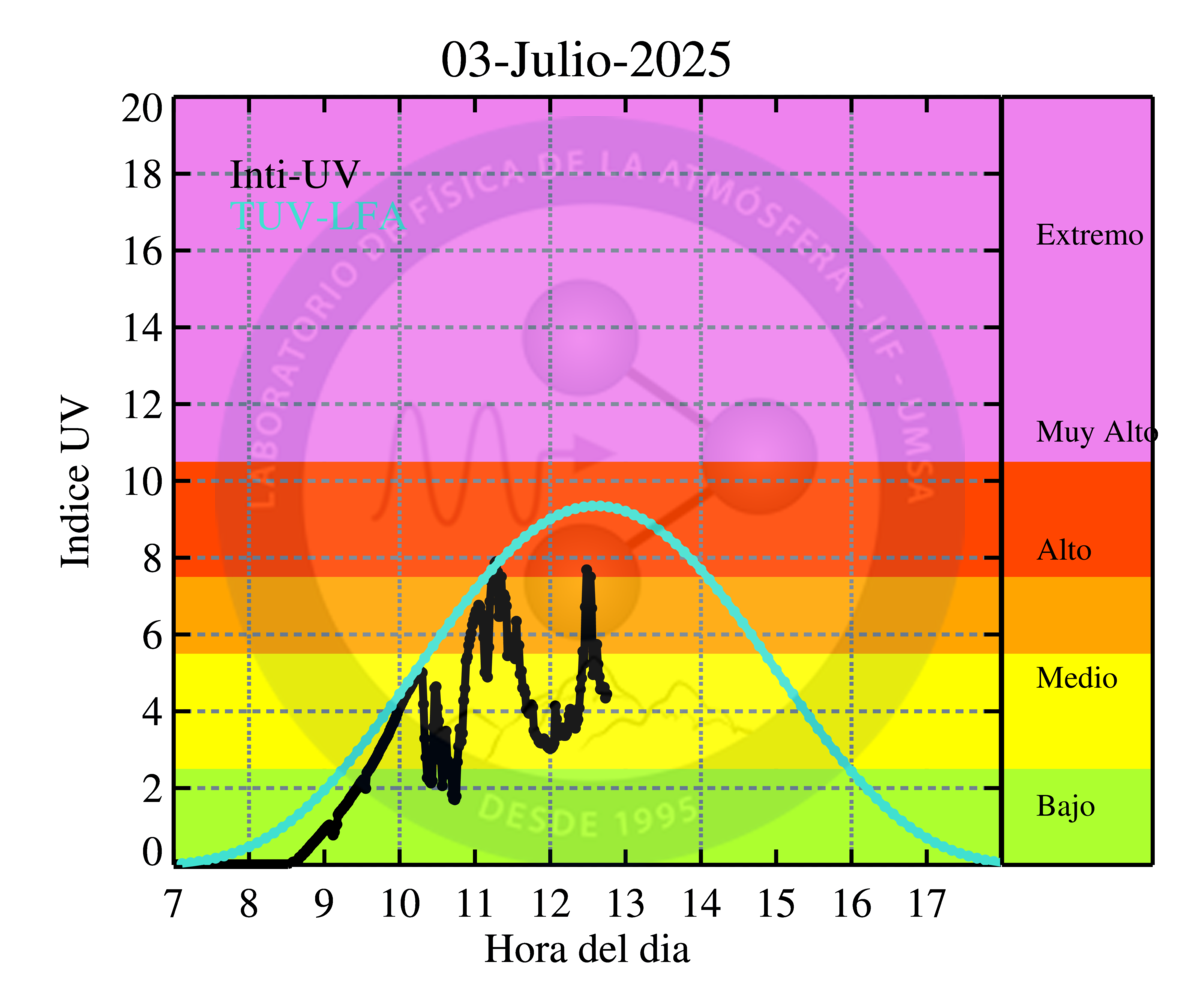 03-Julio-2025
20
18
16
14
12
10
8
6
4
2
0
Indice UV
Inti-UV
TUV-LFA
LABORATORIO DE FÍSICA DE LA ATMÓSFERA - IIF - UMSA
DESDE 1995
Extremo
Muy Alto
Alto
Medio
Bajo
7 8 9 10 11 12 13 14 15 16 17
Hora del dia